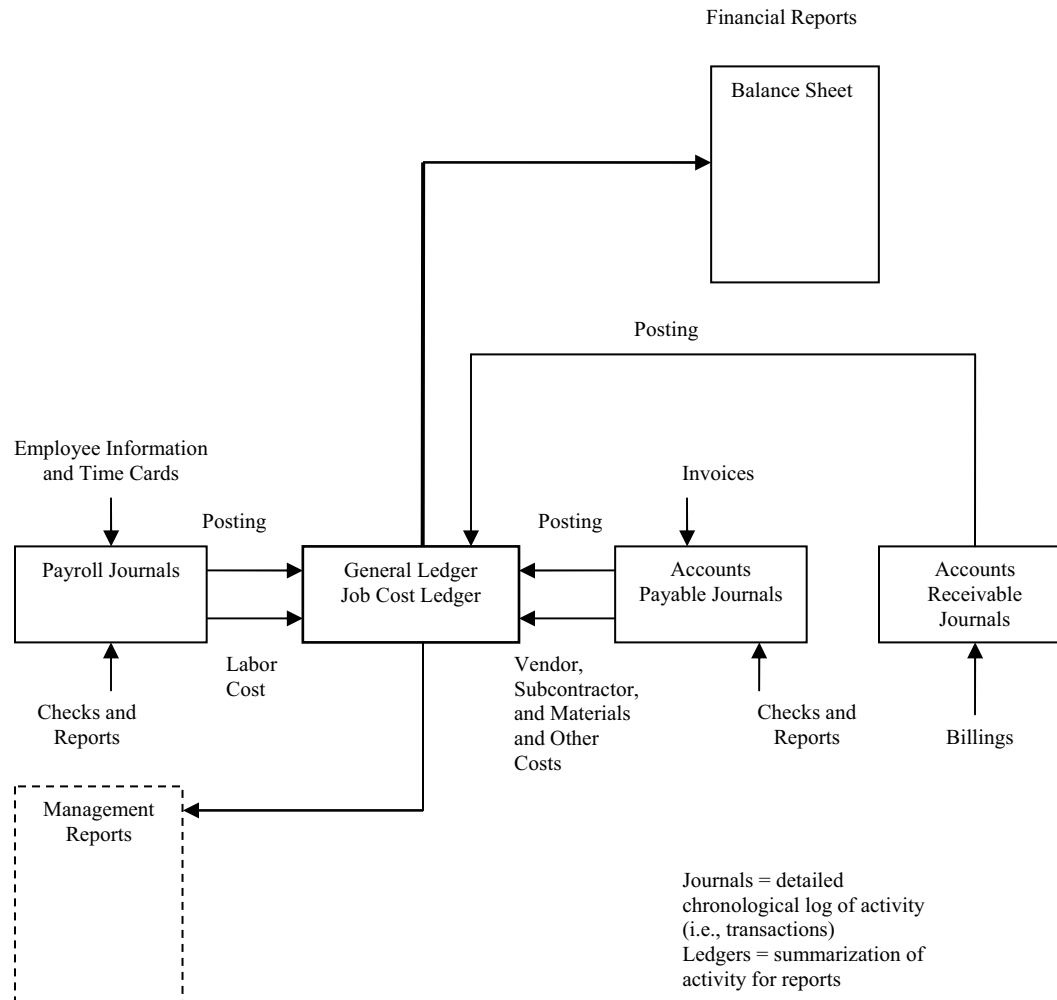 Financial Reports
Balance Sheet
Posting
Employee Information
and Time Cards
Invoices
Posting
Posting
Payroll Journals
General Ledger
Job Cost Ledger
Accounts
Payable Journals
Accounts
Receivable
Journals
Labor
Cost
Vendor,
Subcontractor,
and Materials
and Other
Costs
Checks and
Reports
Checks and
Reports
Billings
Management
Reports
Journals = detailed
chronological log of activity
(i.e., transactions)
Ledgers = summarization of
activity for reports